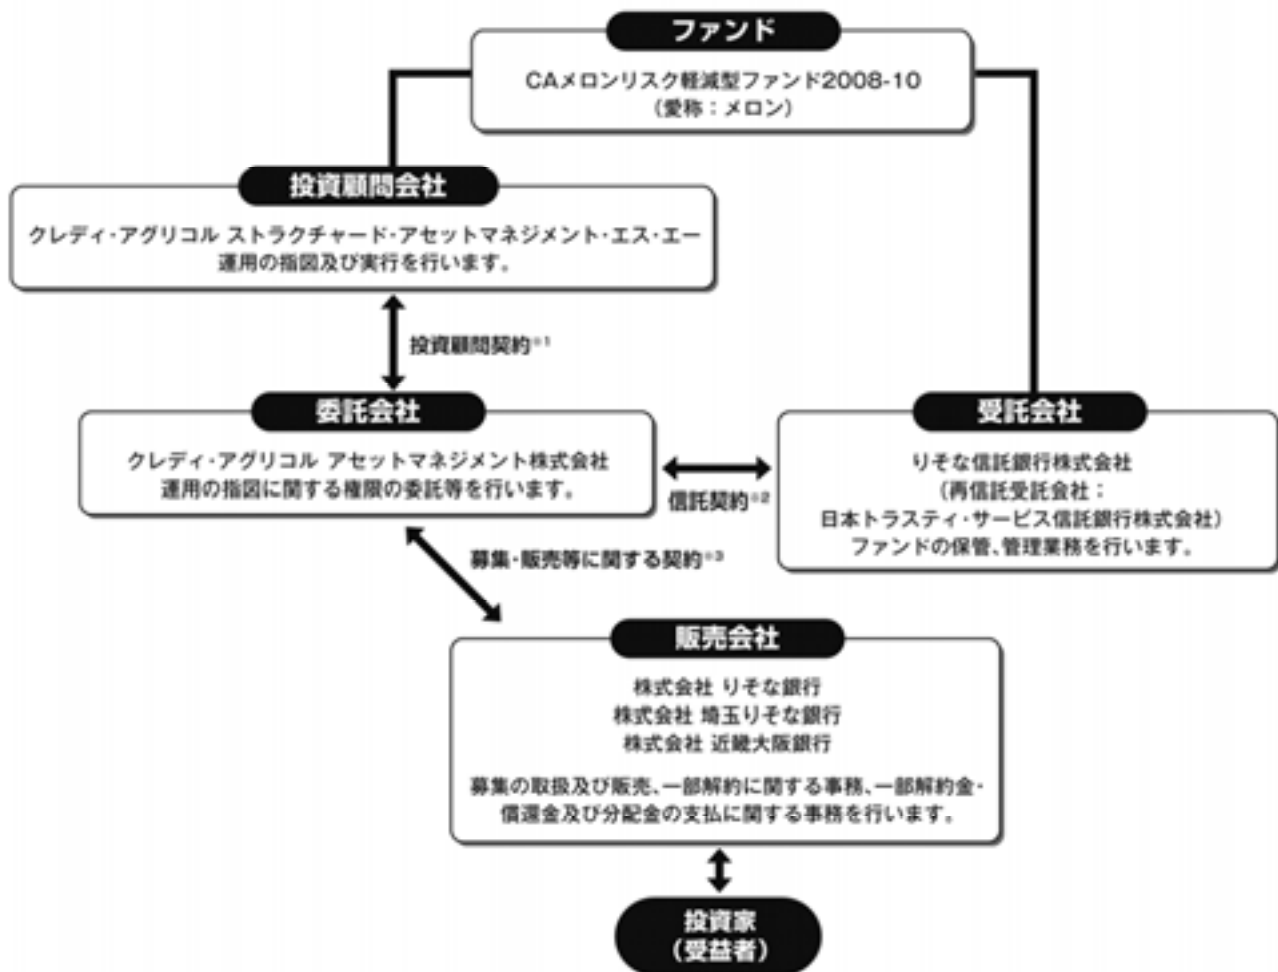 ファンド
CAメロンリスク軽減型ファンド2008-10
（愛称：メロン）
投資顧問会社
クレディ・アグリコル ストラクチャード・アセットマネジメント・エス・エー
運用の指図及び実行を行います。
投資顧問契約※1
委託会社
クレディ・アグリコル アセットマネジメント株式会社
運用の指図に関する権限の委託等を行います。
信託契約※2
受託会社
りそな信託銀行株式会社
（再信託受託会社：
日本トラスティ・サービス信託銀行株式会社）
ファンドの保管、管理業務を行います。
募集・販売等に関する契約※3
販売会社
株式会社 りそな銀行
株式会社 埼玉りそな銀行
株式会社 近畿大阪銀行
募集の取扱及び販売、一部解約に関する事務、一部解約金・
償還金及び分配金の支払に関する事務を行います。
投資家
（受益者）